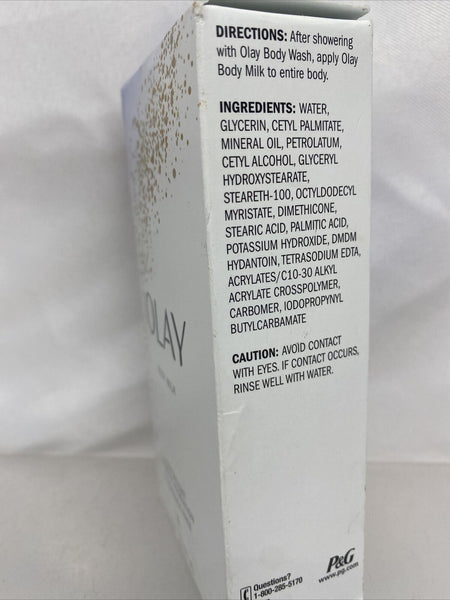 DIRECTIONS: After showering
with Olay Body Wash, apply Olay
Body Milk to entire body.
INGREDIENTS: WATER,
GLYCERIN, CETYL PALMITATE,
MINERAL OIL, PETROLATUM,
CETYL ALCOHOL, GLYCERYL
HYDROXYSTEARATE,
STEARETH-100, OCTYLDODECYL
MYRISTATE, DIMETHICONE,
STEARIC ACID, PALMITIC ACID,
POTASSIUM HYDROXIDE, DMDM
HYDANTOIN, TETRASODIUM EDTA,
ACRYLATES/C10-30 ALKYL
ACRYLATE CROSSPOLYMER,
CARBOMER, IODOPROPYNYL
BUTYLCARBAMATE
CAUTION: AVOID CONTACT
WITH EYES. IF CONTACT OCCURS,
RINSE WELL WITH WATER.
P&G
www.pg.com
Questions?
1-800-285-5170
OLAY